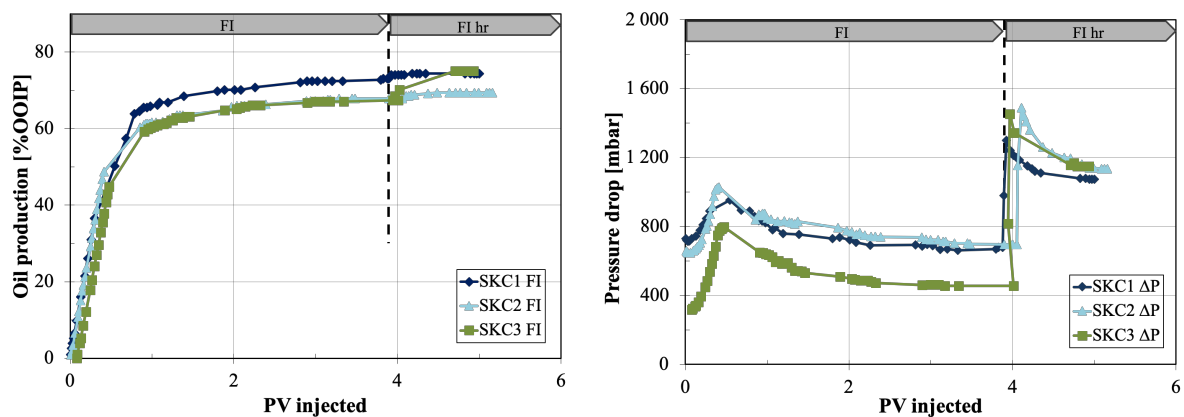 FI
FI hr
Oil production [%OOIP]
80
60
40
20
0
0
2
4
6
PV injected
SKC1 FI
SKC2 FI
SKC3 FI
FI
FI hr
Pressure drop [mbar]
2 000
1 600
1 200
800
400
0
0
2
4
6
PV injected
SKC1 ΔP
SKC2 ΔP
SKC3 ΔP